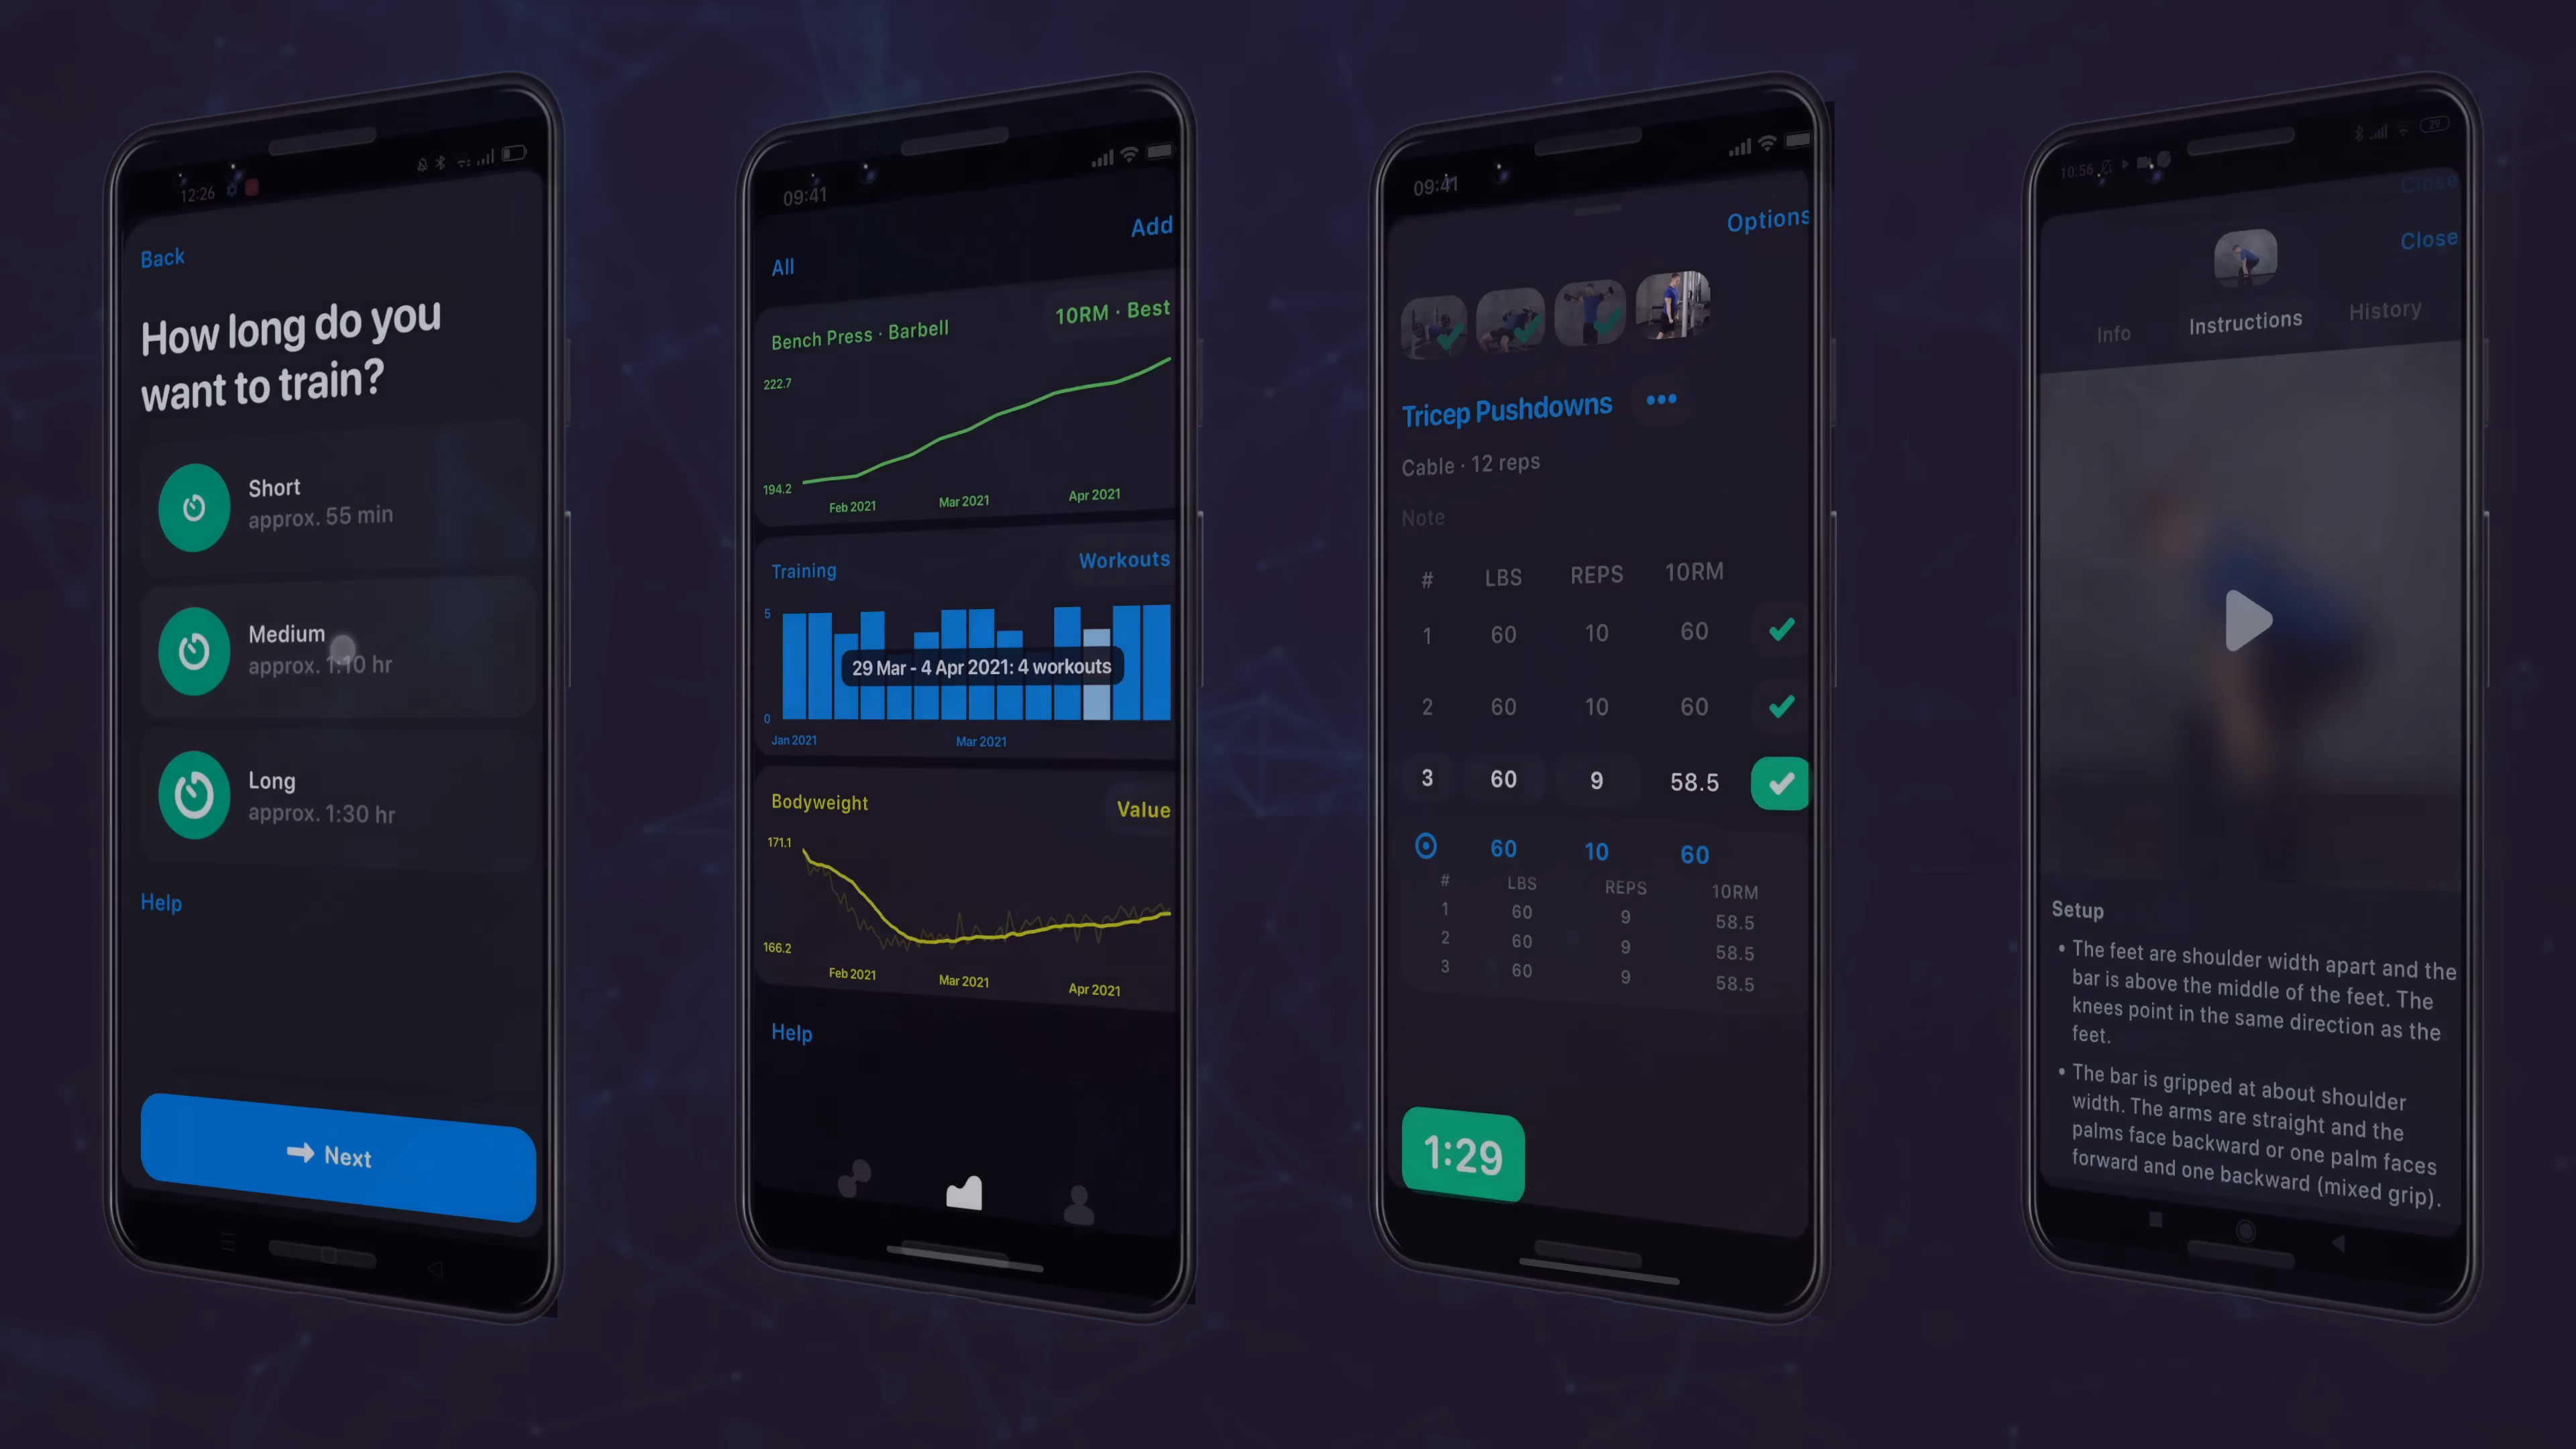 12:26
Back
How long do you
want to train?
Short
approx. 55 min
Medium
approx. 1:10 hr
Long
approx. 1:30 hr
Help
Next
09:41
Add
All
Bench Press · Barbell
10RM · Best
222.7
194.2
Feb 2021
Mar 2021
Apr 2021
Training
Workouts
5
29 Mar - 4 Apr 2021: 4 workouts
0
Jan 2021
Mar 2021
Bodyweight
Value
171.1
166.2
Feb 2021
Mar 2021
Apr 2021
Help
09:41
Options
Tricep Pushdowns •••
Cable · 12 reps
Note
# LBS REPS 10RM
1 60 10 60
2 60 10 60
3 60 9 58.5
60 10 60
# LBS REPS 10RM
1 60 9 58.5
2 60 9 58.5
3 60 9 58.5
1:29
10:56
29
Close
Close
Info Instructions History
Setup
• The feet are shoulder width apart and the
bar is above the middle of the feet. The
knees point in the same direction as the
feet.
• The bar is gripped at about shoulder
width. The arms are straight and the
palms face backward or one palm faces
forward and one backward (mixed grip).